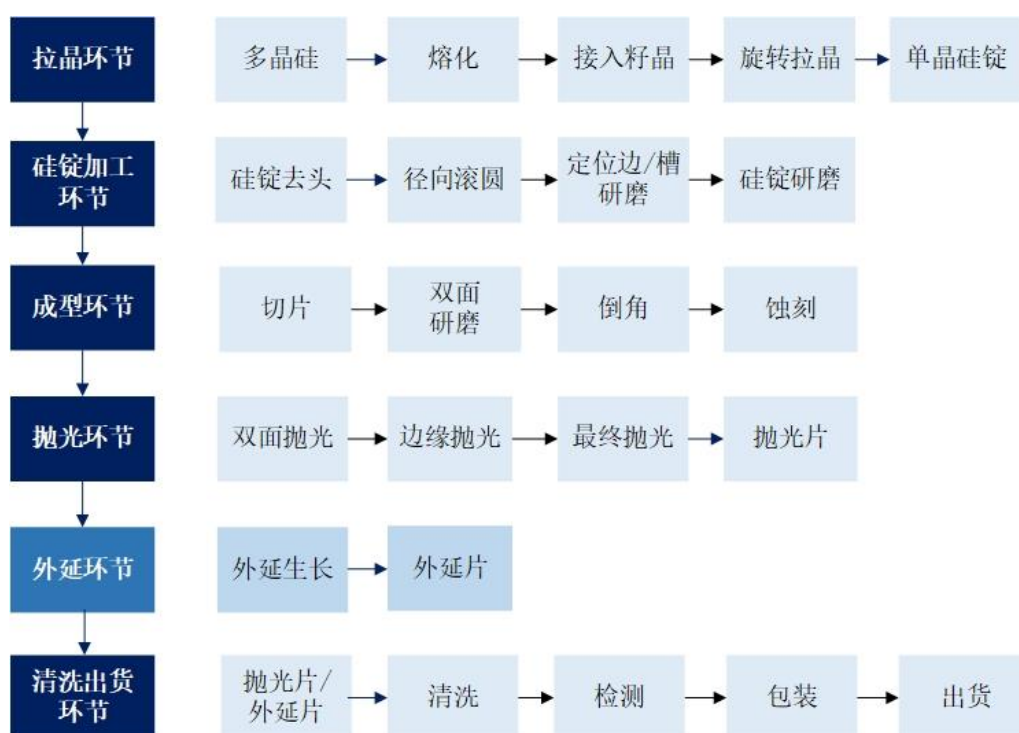 拉晶环节
多晶硅
熔化
接入籽晶
旋转拉晶
单晶硅锭
硅锭加工
环节
硅锭去头
径向滚圆
定位边/槽
研磨
硅锭研磨
成型环节
切片
双面
研磨
倒角
蚀刻
抛光环节
双面抛光
边缘抛光
最终抛光
抛光片
外延环节
外延生长
外延片
清洗出货
环节
抛光片/
外延片
清洗
检测
包装
出货